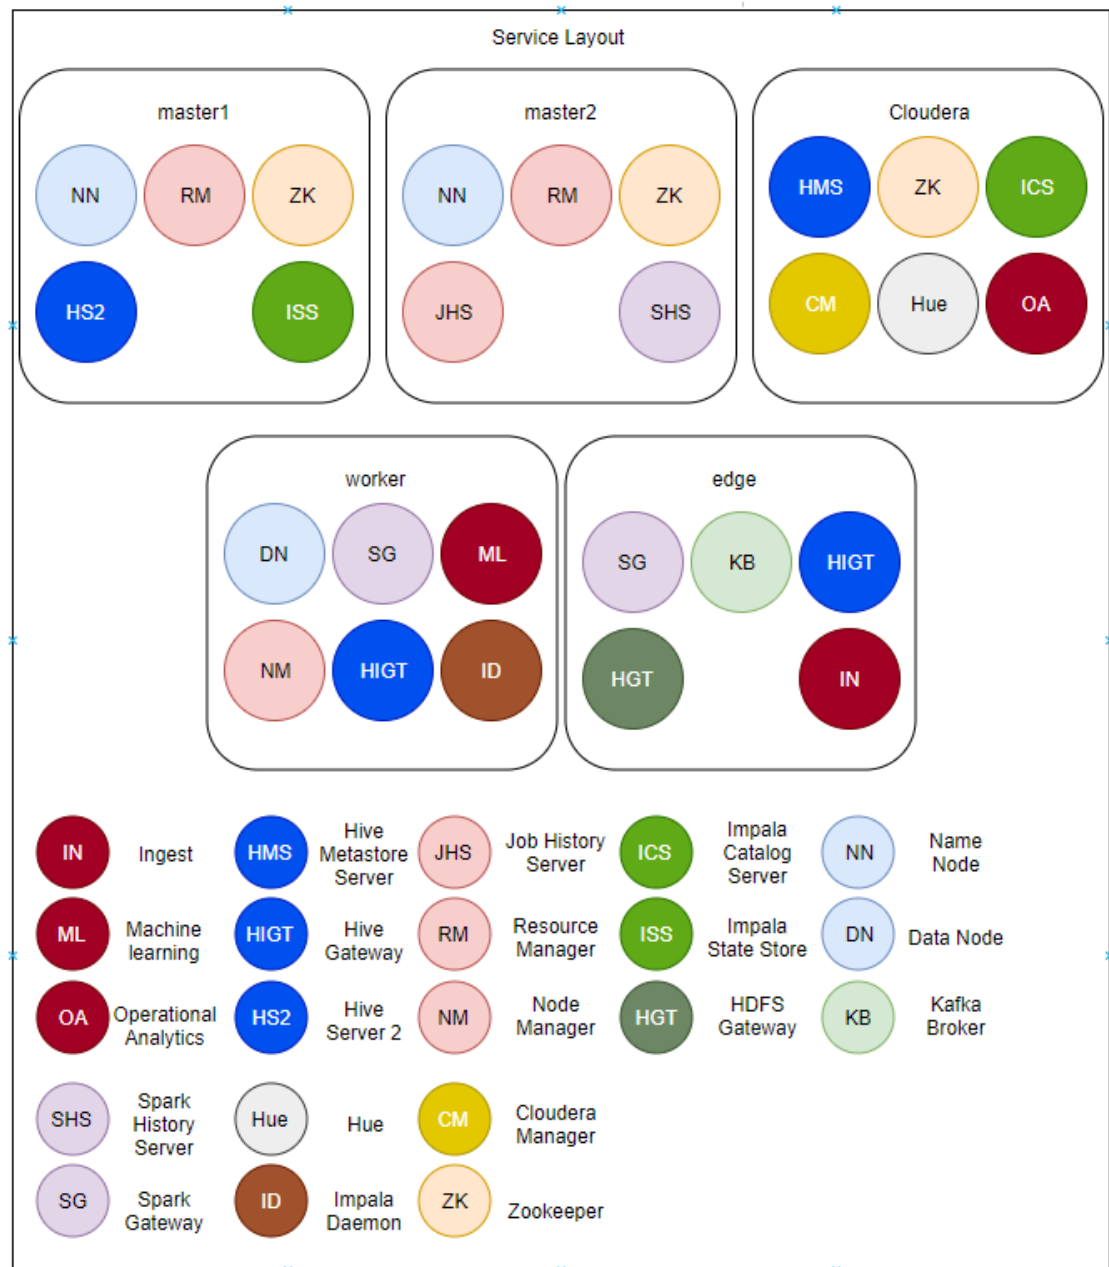 Service Layout
master1
master2
Cloudera
NN
RM
ZK
HS2
ISS
NN
RM
ZK
JHS
SHS
HMS
ZK
ICS
CM
Hue
OA
worker
edge
DN
SG
ML
NM
HIGT
ID
SG
KB
HIGT
HGT
IN
IN
Ingest
HMS
Hive
Metastore
Server
JHS
Job History
Server
ICS
Impala
Catalog
Server
NN
Name
Node
ML
Machine
learning
HIGT
Hive
Gateway
RM
Resource
Manager
ISS
Impala
State Store
DN
Data Node
OA
Operational
Analytics
HS2
Hive
Server 2
NM
Node
Manager
HGT
HDFS
Gateway
KB
Kafka
Broker
SHS
Spark
History
Server
Hue
Hue
CM
Cloudera
Manager
SG
Spark
Gateway
ID
Impala
Daemon
ZK
Zookeeper